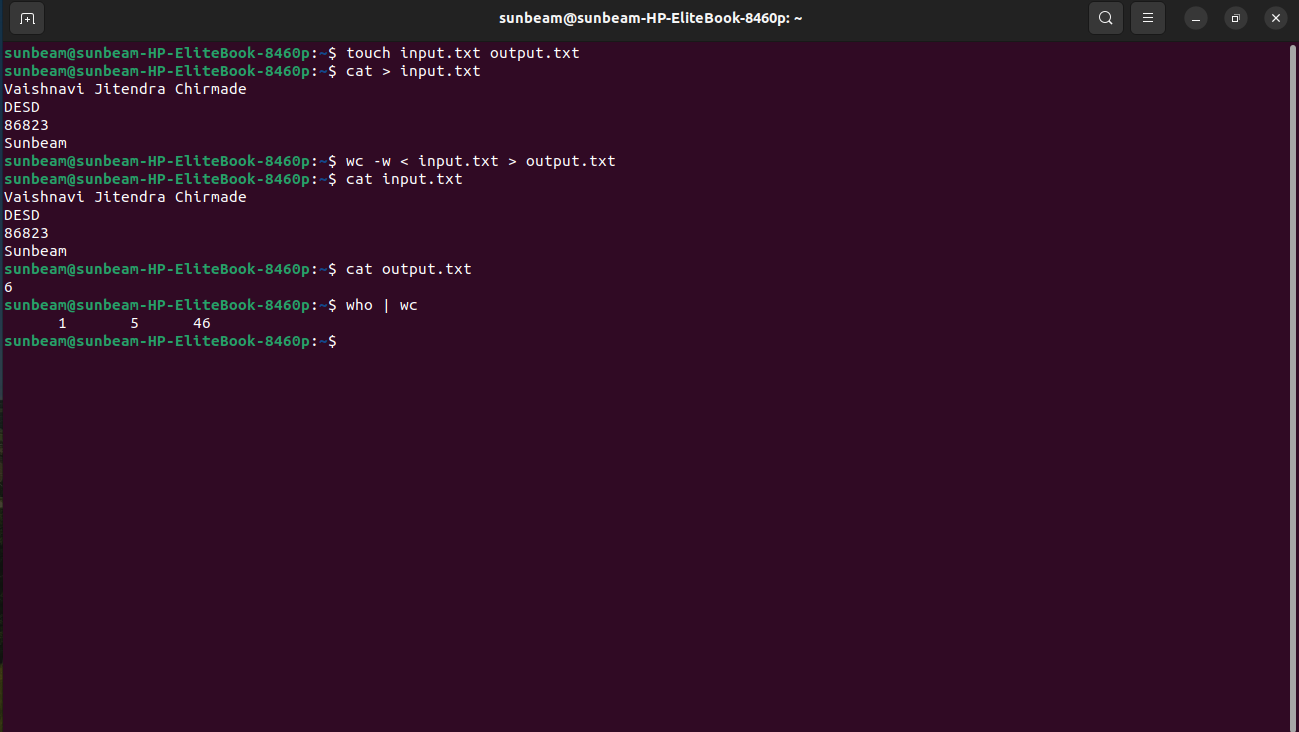 sunbeam@sunbeam-HP-EliteBook-8460p: ~
sunbeam@sunbeam-HP-EliteBook-8460p:~$ touch input.txt output.txt
sunbeam@sunbeam-HP-EliteBook-8460p:~$ cat > input.txt
Vaishnavi Jitendra Chirmade
DESD
86823
Sunbeam
sunbeam@sunbeam-HP-EliteBook-8460p:~$ wc -w < input.txt > output.txt
sunbeam@sunbeam-HP-EliteBook-8460p:~$ cat input.txt
Vaishnavi Jitendra Chirmade
DESD
86823
Sunbeam
sunbeam@sunbeam-HP-EliteBook-8460p:~$ cat output.txt
6
sunbeam@sunbeam-HP-EliteBook-8460p:~$ who | wc
      1       5      46
sunbeam@sunbeam-HP-EliteBook-8460p:~$